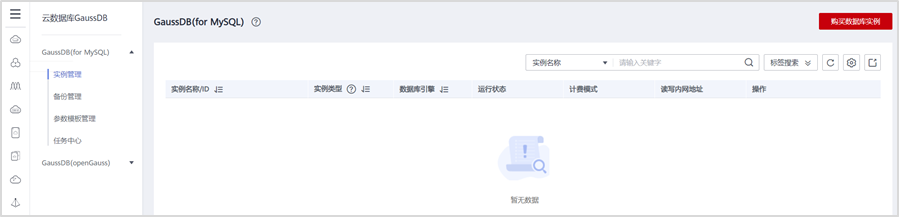 云数据库GaussDB
GaussDB(for MySQL)
实例管理
备份管理
参数模板管理
任务中心
GaussDB(openGauss)
GaussDB(for MySQL)
购买数据库实例
实例名称
请输入关键字
标签搜索
实例名称/ID 实例类型 数据库引擎 运行状态 计费模式 读写内网地址 操作
暂无数据